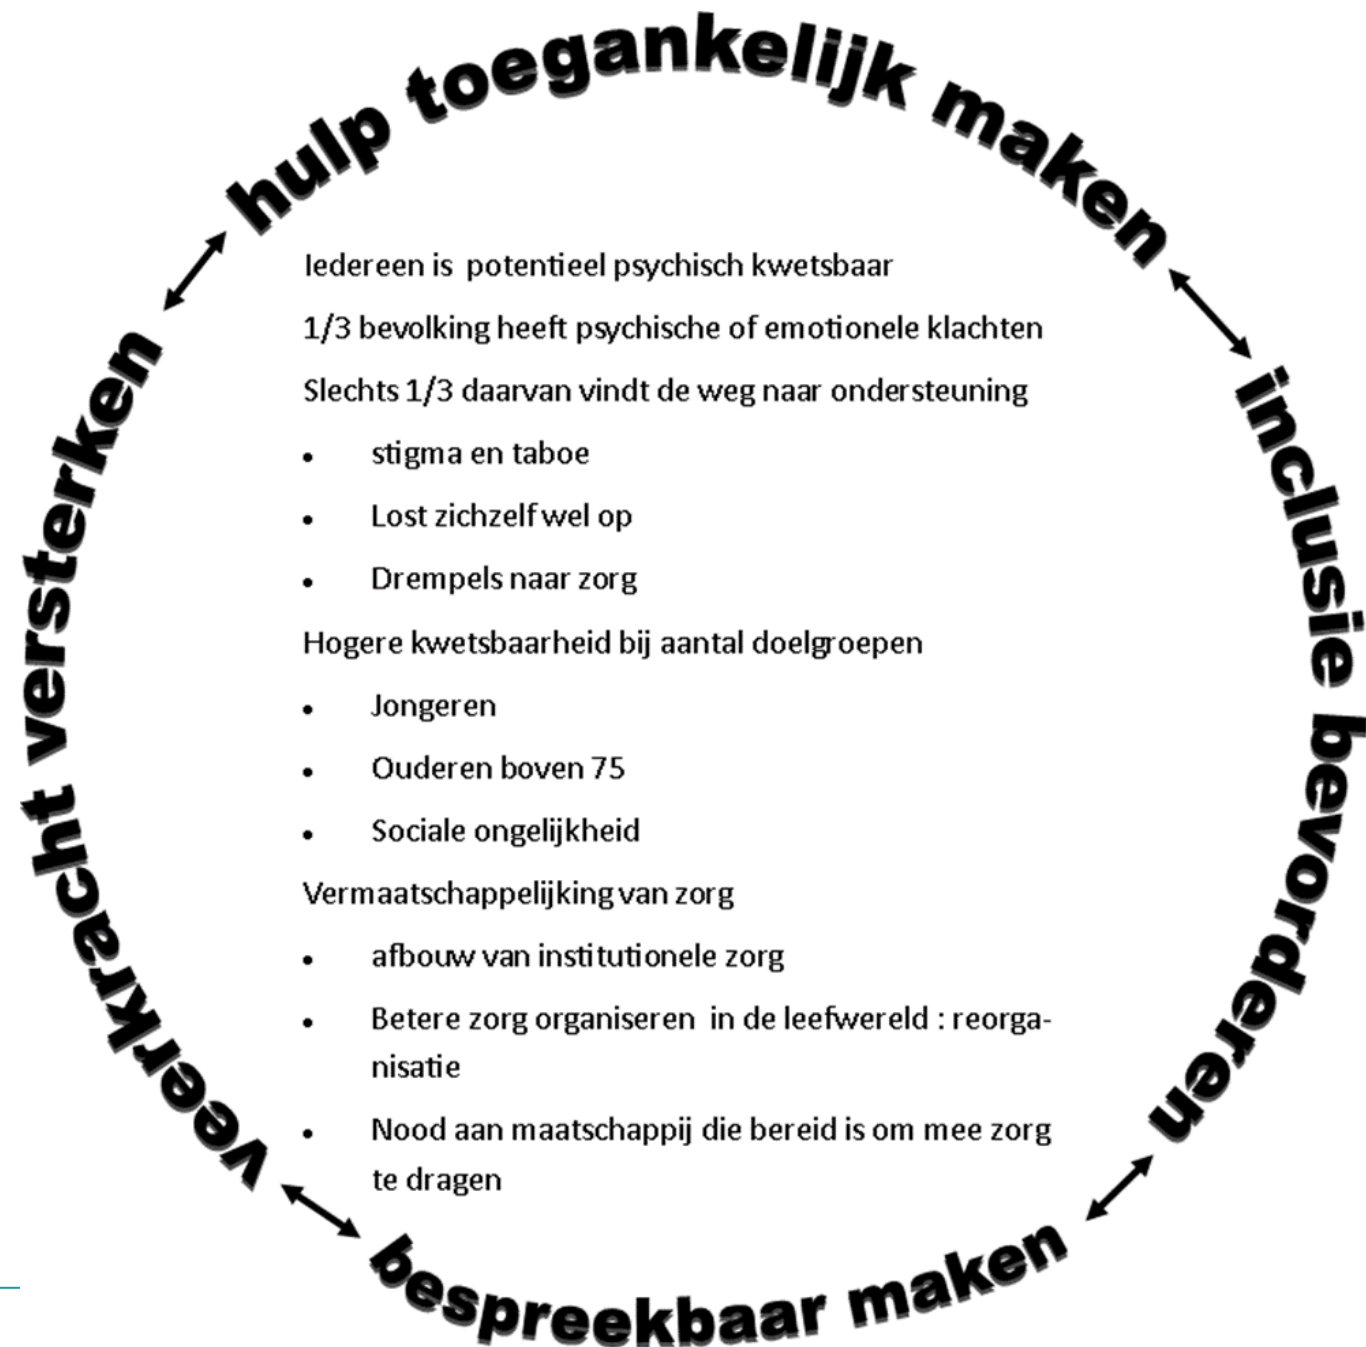 hulp toegankelijk maken
inclusie bevorderen
bespreekbaar maken
veerkracht versterken
Iedereen is potentieel psychisch kwetsbaar
1/3 bevolking heeft psychische of emotionele klachten
Slechts 1/3 daarvan vindt de weg naar ondersteuning
• stigma en taboe
• Lost zichzelf wel op
• Drempels naar zorg
Hogere kwetsbaarheid bij aantal doelgroepen
• Jongeren
• Ouderen boven 75
• Sociale ongelijkheid
Vermaatschappelijking van zorg
• afbouw van institutionele zorg
• Betere zorg organiseren in de leefwereld : reorga-
nisatie
• Nood aan maatschappij die bereid is om mee zorg
te dragen